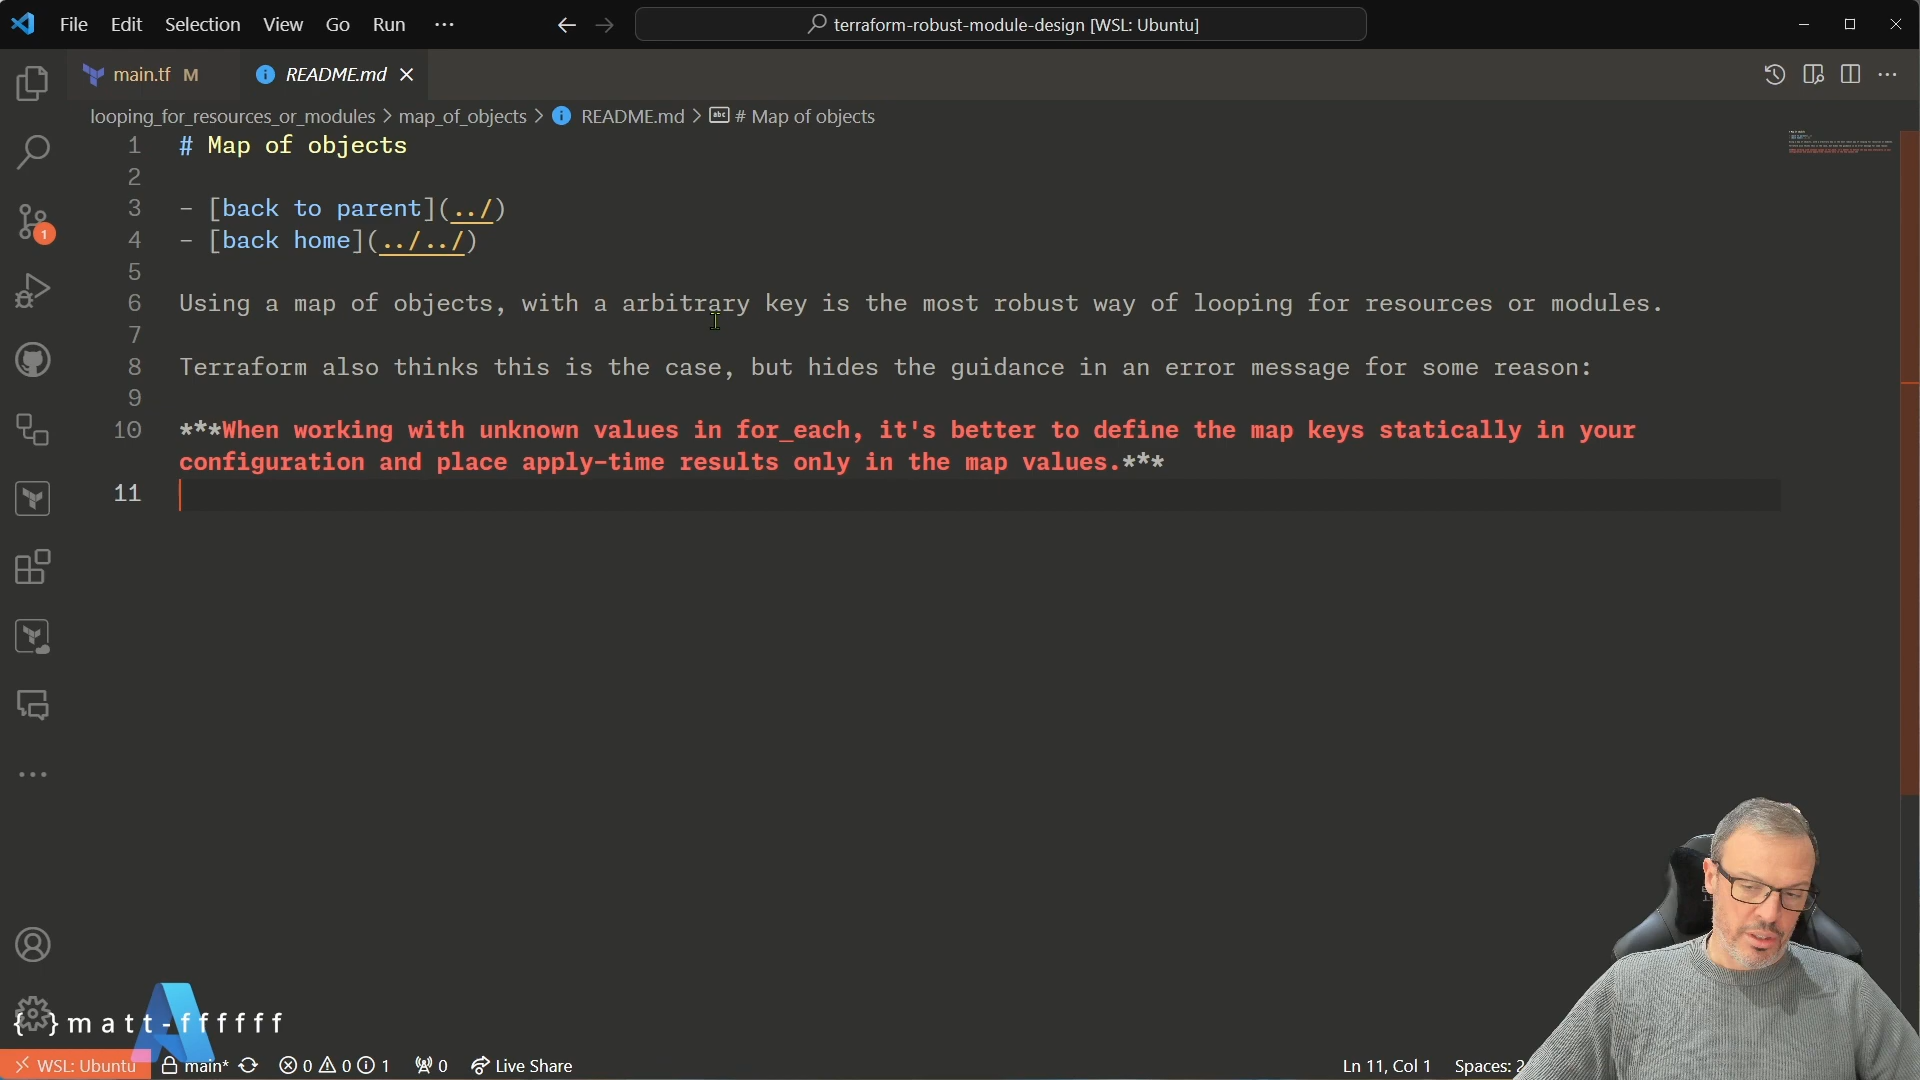 File Edit Selection View Go Run ··· terraform-robust-module-design [WSL: Ubuntu]
main.tf M README.md
looping_for_resources_or_modules > map_of_objects > README.md > # Map of objects
1 # Map of objects
2
3 - [back to parent](../)
4 - [back home](../../)
5
6 Using a map of objects, with a arbitrary key is the most robust way of looping for resources or modules.
7
8 Terraform also thinks this is the case, but hides the guidance in an error message for some reason:
9
10 ***When working with unknown values in for_each, it's better to define the map keys statically in your
configuration and place apply-time results only in the map values.***
11
1
{ } matt-ffffff
WSL: Ubuntu main* 0 0 1 0 Live Share Ln 11, Col 1 Spaces: 2